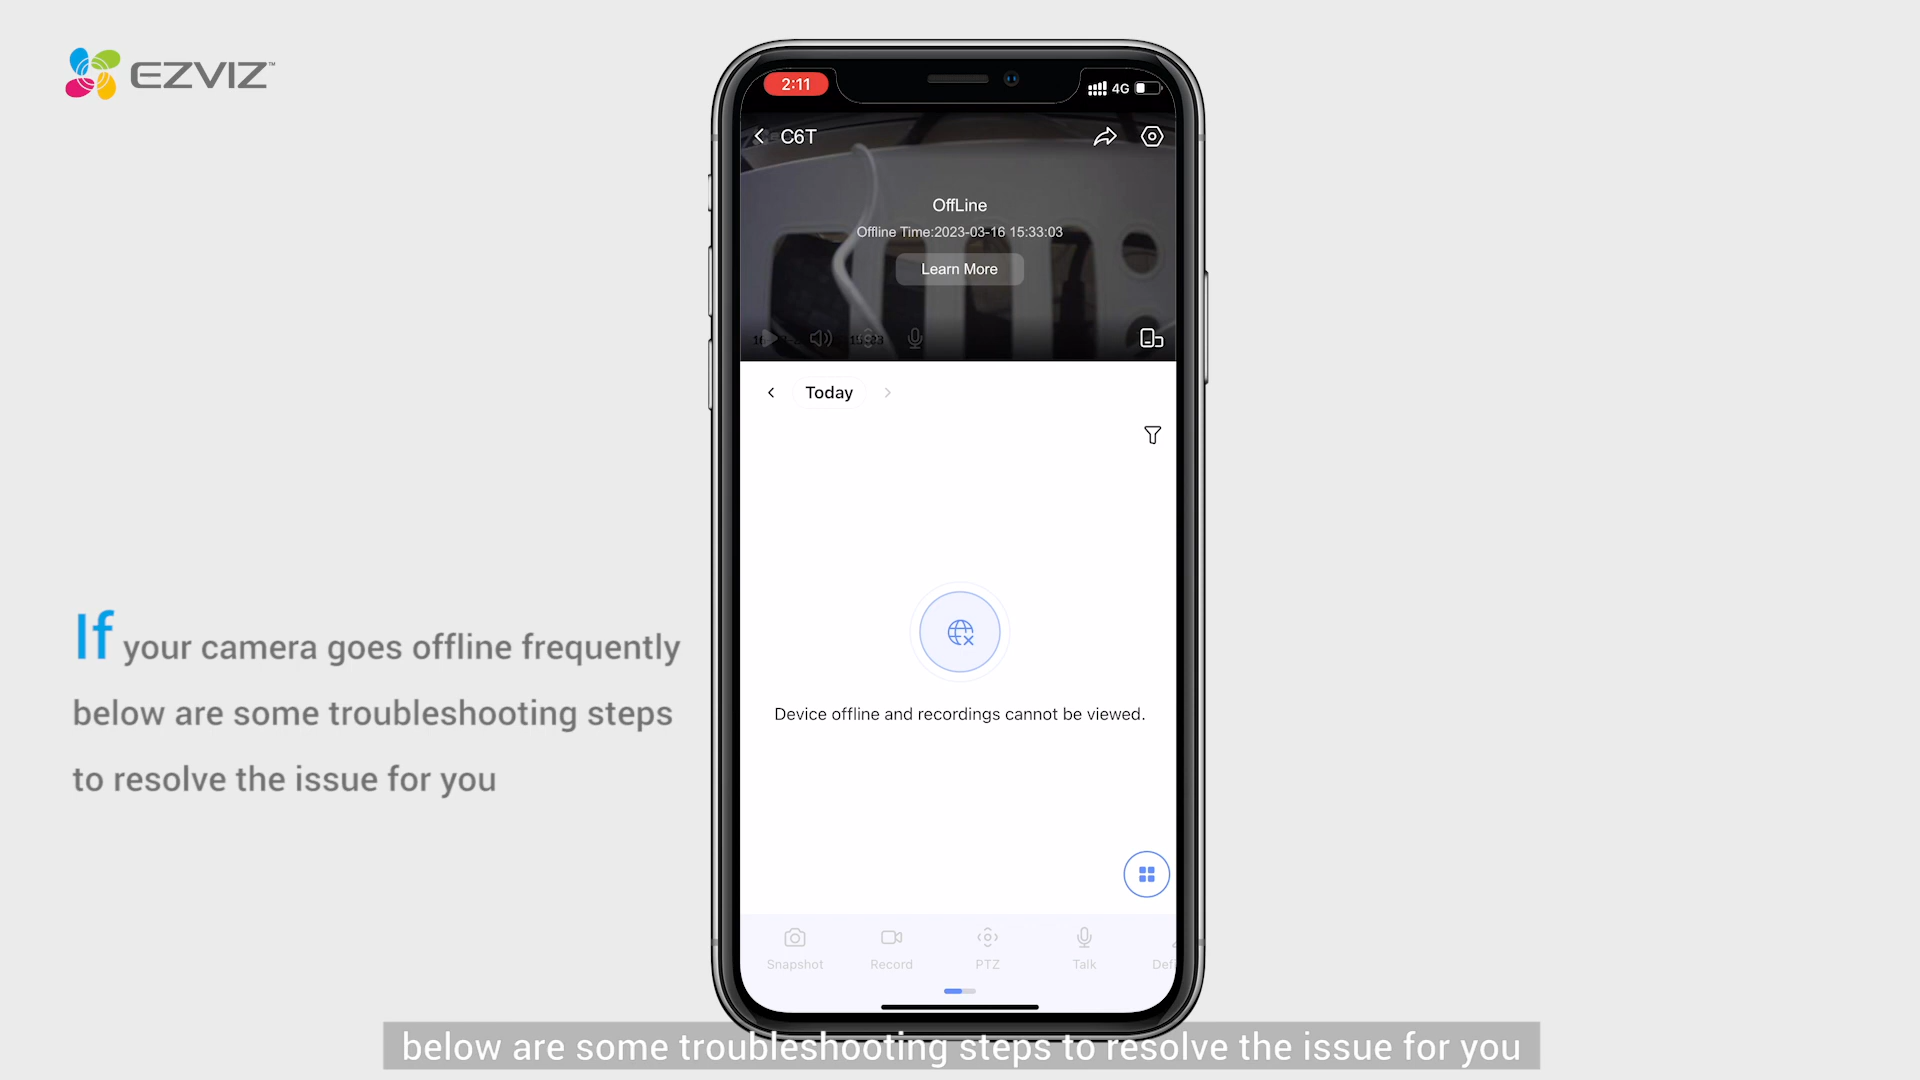 EZVIZ™
2:11
4G
C6T
OffLine
Offline Time:2023-03-16 15:33:03
Learn More
Today
Device offline and recordings cannot be viewed.
Snapshot
Record
PTZ
Talk
Defi
If your camera goes offline frequently
below are some troubleshooting steps
to resolve the issue for you
below are some troubleshooting steps to resolve the issue for you